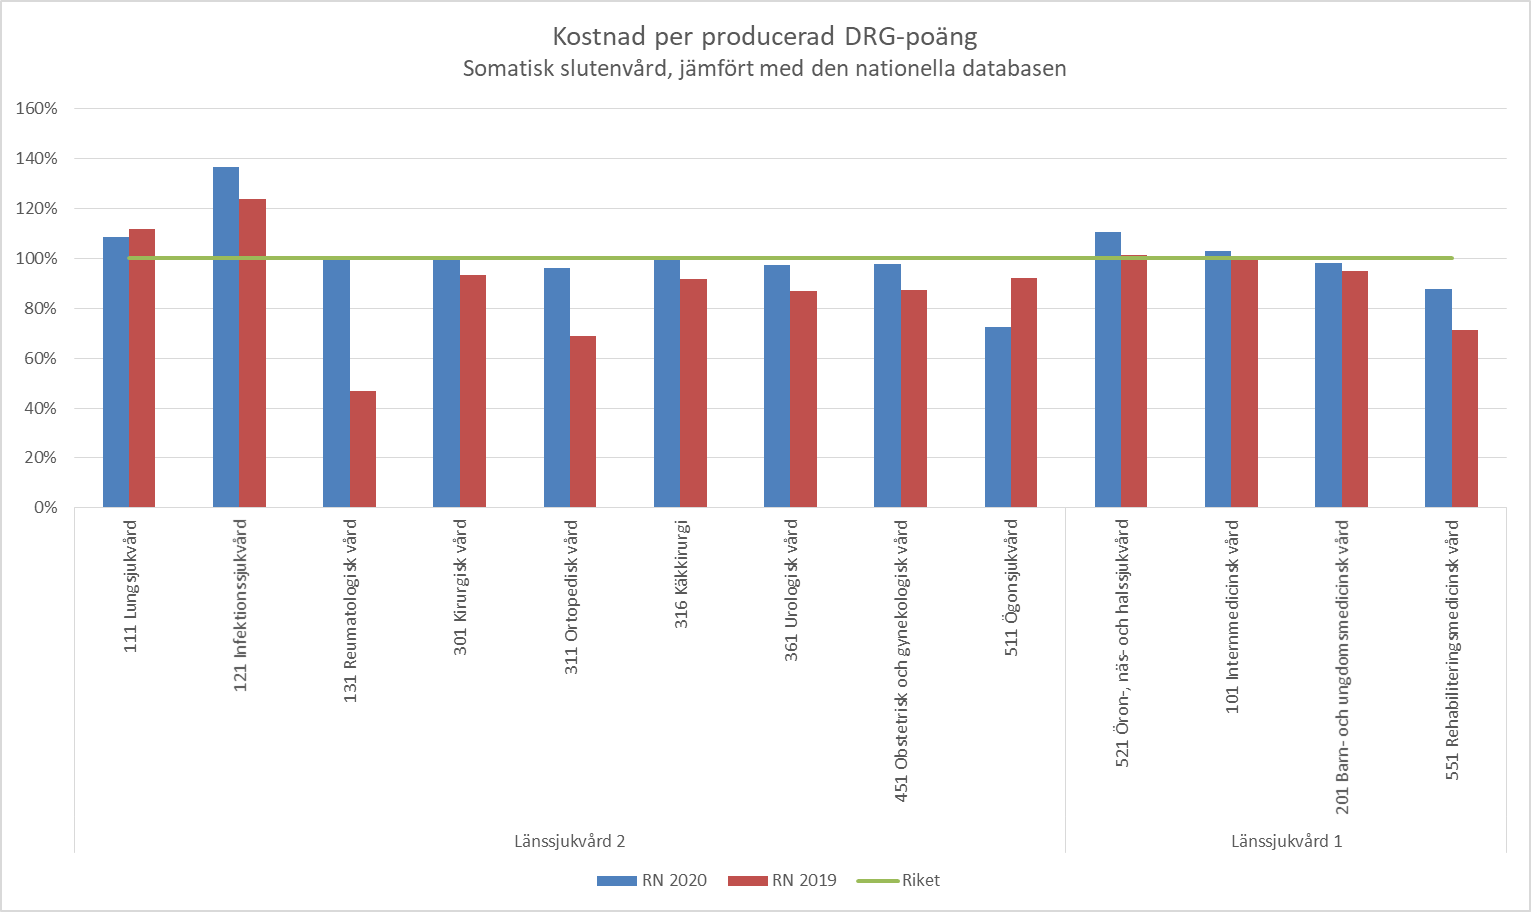 Kostnad per producerad DRG-poäng
Somatisk slutenvård, jämfört med den nationella databasen
160%
140%
120%
100%
80%
60%
40%
20%
0%
111 Lungsjukvård
121 Infektionssjukvård
131 Reumatologisk vård
301 Kirurgisk vård
311 Ortopedisk vård
316 Käkkirurgi
361 Urologisk vård
451 Obstetrisk och gynekologisk vård
511 Ögonsjukvård
521 Öron-, näs- och halssjukvård
101 Internmedicinsk vård
201 Barn- och ungdomsmedicinsk vård
551 Rehabiliteringsmedicinsk vård
Länssjukvård 2
Länssjukvård 1
RN 2020
RN 2019
Riket